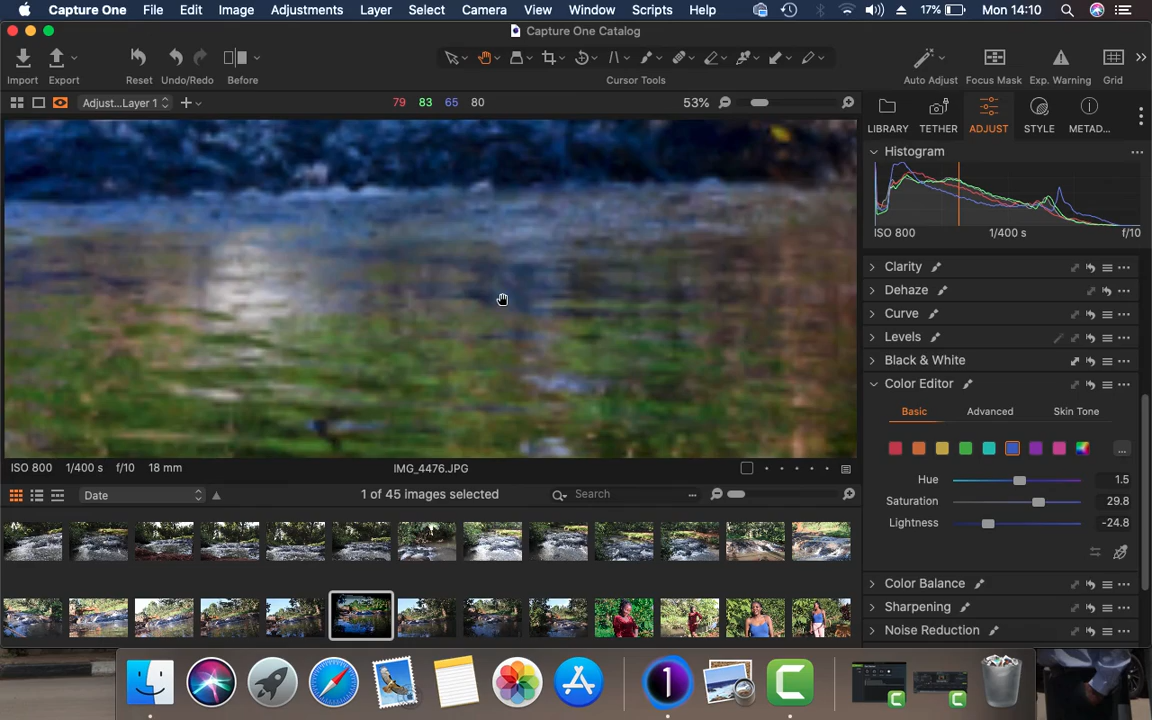 Capture One File Edit Image Adjustments Layer Select Camera View Window Scripts Help 17% Mon 14:10
Capture One Catalog
Import Export Reset Undo/Redo Before Cursor Tools Auto Adjust Focus Mask Exp. Warning Grid
Adjust...Layer 1 79 83 65 80 53%
LIBRARY TETHER ADJUST STYLE METAD...
Histogram
ISO 800 1/400 s f/10
Clarity
Dehaze
Curve
Levels
Black & White
Color Editor
Basic Advanced Skin Tone
Hue 1.5
Saturation 29.8
Lightness -24.8
Color Balance
Sharpening
Noise Reduction
ISO 800 1/400 s f/10 18 mm IMG_4476.JPG
Date 1 of 45 images selected Search
1
C
C
C